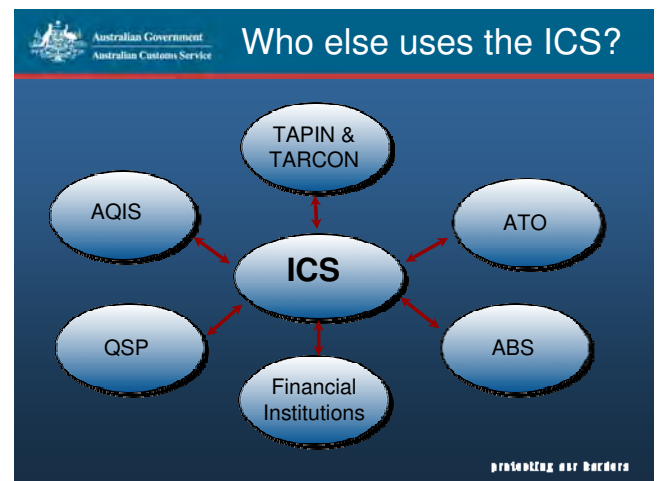 Australian Government
Australian Customs Service
Who else uses the ICS?
TAPIN &
TARCON
AQIS
ATO
ICS
QSP
ABS
Financial
Institutions
protecting our borders